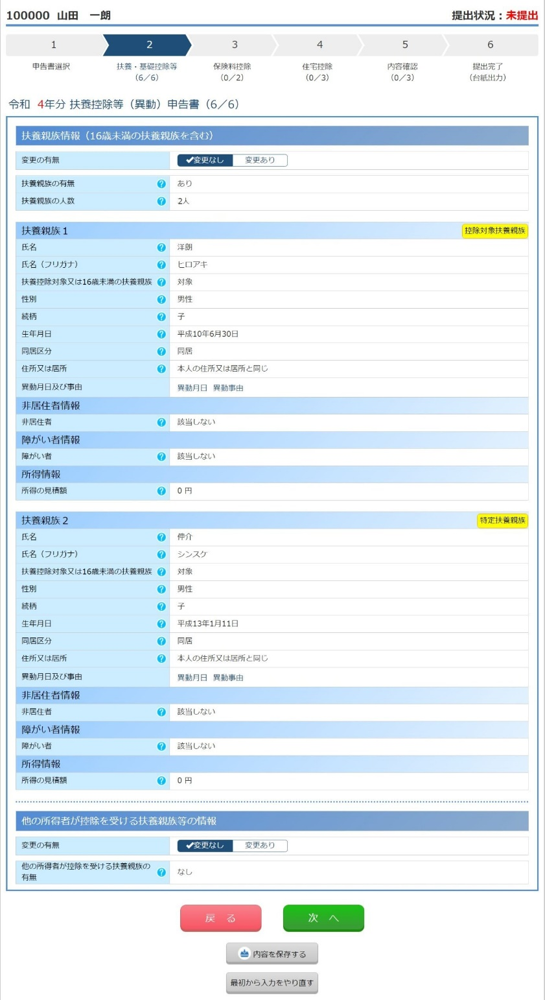 100000 山田　一朗
提出状況：未提出
1
2
3
4
5
6
申告書選択
扶養・基礎控除等
（6/6）
保険料控除
（0/2）
住宅控除
（0/3）
内容確認
（0/3）
提出完了
（台紙出力）
令和 4年分 扶養控除等（異動）申告書（6／6）
扶養親族情報（16歳未満の扶養親族を含む）
変更の有無 ✔変更なし 変更あり
扶養親族の有無 ? あり
扶養親族の人数 ? 2人
扶養親族１ 控除対象扶養親族
氏名 ? 洋朗
氏名（フリガナ） ? ヒロアキ
扶養控除対象又は16歳未満の扶養親族 ? 対象
性別 ? 男性
続柄 ? 子
生年月日 ? 平成10年6月30日
同居区分 ? 同居
住所又は居所 ? 本人の住所又は居所と同じ
異動月日及び事由 異動月日 異動事由
非居住者情報
非居住者 ? 該当しない
障がい者情報
障がい者 ? 該当しない
所得情報
所得の見積額 ? 0 円
扶養親族２ 特定扶養親族
氏名 ? 伸介
氏名（フリガナ） ? シンスケ
扶養控除対象又は16歳未満の扶養親族 ? 対象
性別 ? 男性
続柄 ? 子
生年月日 ? 平成13年1月11日
同居区分 ? 同居
住所又は居所 ? 本人の住所又は居所と同じ
異動月日及び事由 異動月日 異動事由
非居住者情報
非居住者 ? 該当しない
障がい者情報
障がい者 ? 該当しない
所得情報
所得の見積額 ? 0 円
他の所得者が控除を受ける扶養親族等の情報
変更の有無 ✔変更なし 変更あり
他の所得者が控除を受ける扶養親族の
有無 ? なし
戻　る
次　へ
内容を保存する
最初から入力をやり直す